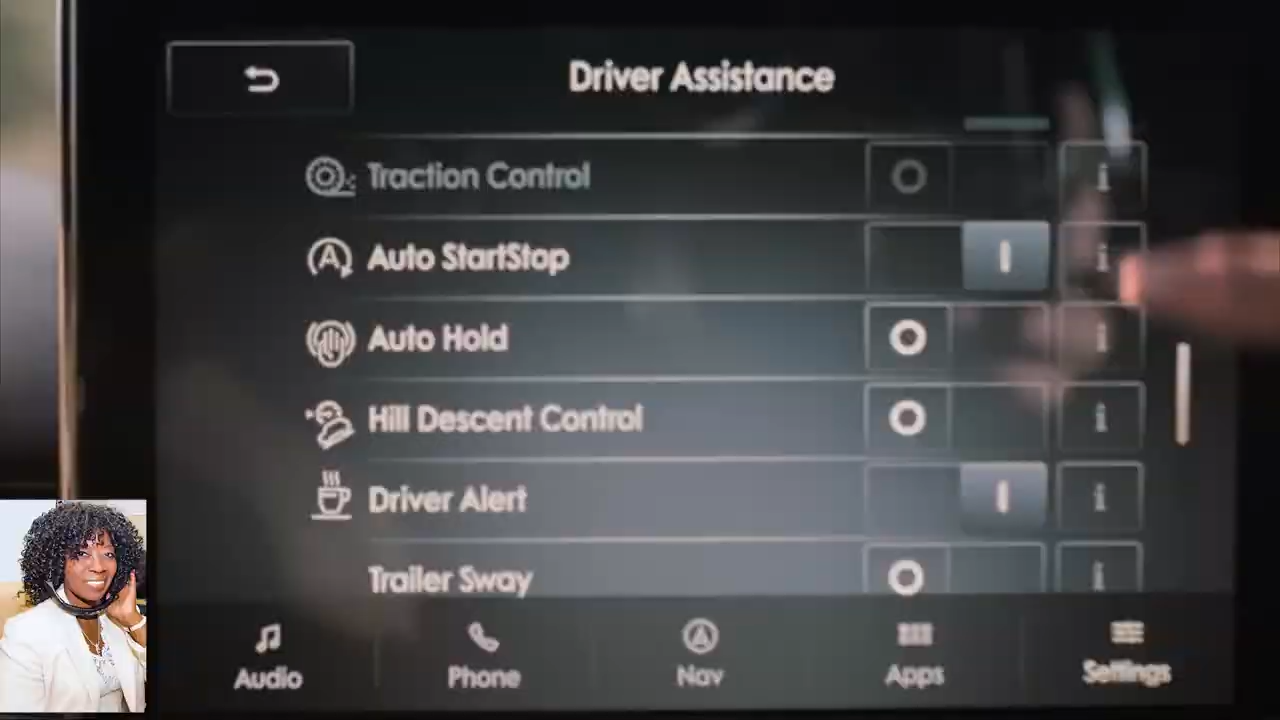 Driver Assistance
Traction Control
i
Auto StartStop
i
Auto Hold
i
Hill Descent Control
i
Driver Alert
i
Trailer Sway
i
Audio
Phone
Nav
Apps
Settings